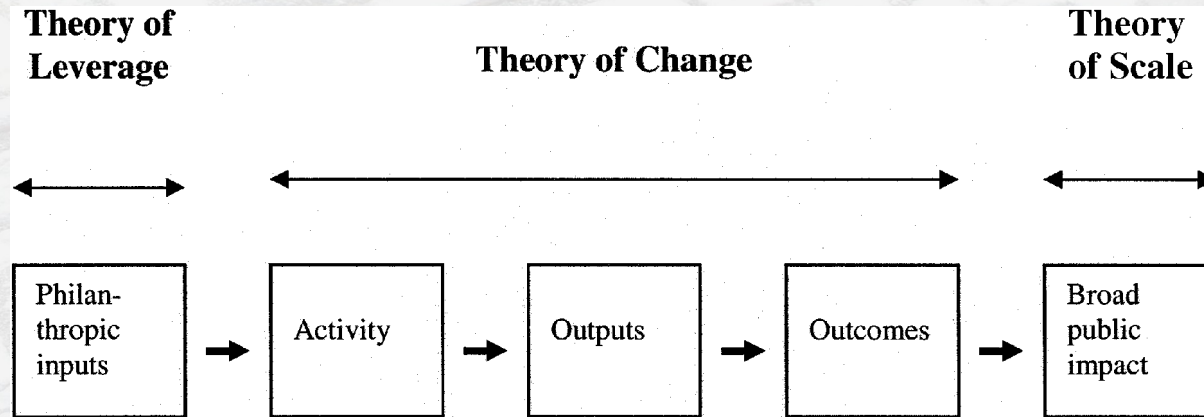 Theory of
Leverage
Theory of Change
Theory
of Scale
Philan-
thropic
inputs
Activity
Outputs
Outcomes
Broad
public
impact